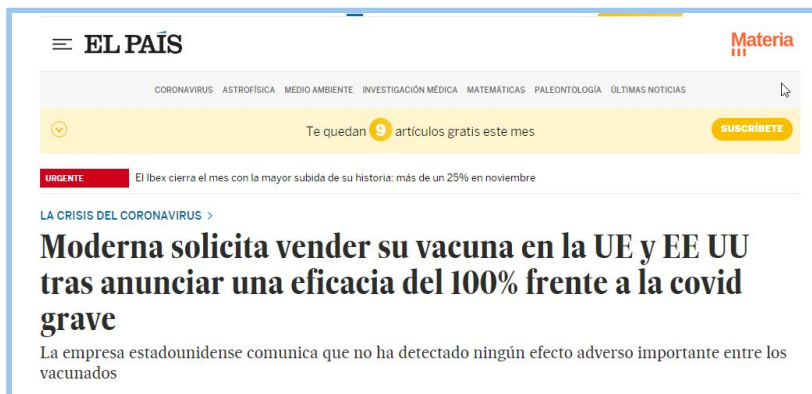 EL PAÍS
Materia
CORONAVIRUS ASTROFÍSICA MEDIO AMBIENTE INVESTIGACIÓN MÉDICA MATEMÁTICAS PALEONTOLOGÍA ÚLTIMAS NOTICIAS
Te quedan 9 artículos gratis este mes
SUSCRÍBETE
URGENTE El Ibex cierra el mes con la mayor subida de su historia: más de un 25% en noviembre
LA CRISIS DEL CORONAVIRUS >
Moderna solicita vender su vacuna en la UE y EE UU
tras anunciar una eficacia del 100% frente a la covid
grave
La empresa estadounidense comunica que no ha detectado ningún efecto adverso importante entre los
vacunados